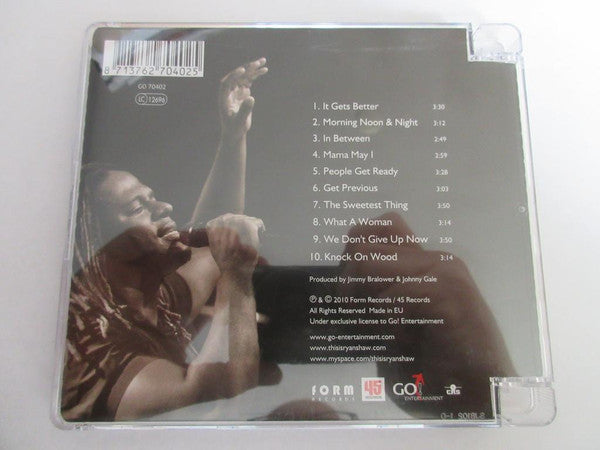 8 713762 704025
GO 70402
LC 12696
1. It Gets Better 3:30
2. Morning Noon & Night 3:12
3. In Between 2:49
4. Mama May I 2:59
5. People Get Ready 3:28
6. Get Previous 3:03
7. The Sweetest Thing 3:50
8. What A Woman 3:14
9. We Don't Give Up Now 3:50
10. Knock On Wood 3:14
Produced by Jimmy Bralower & Johnny Gale
℗ & © 2010 Form Records / 45 Records
All Rights Reserved Made in EU
Under exclusive license to Go! Entertainment
www.go-entertainment.com
www.thisisryanshaw.com
www.myspace.com/thisisryanshaw
FORM RECORDS 45 GO! ENTERTAINMENT